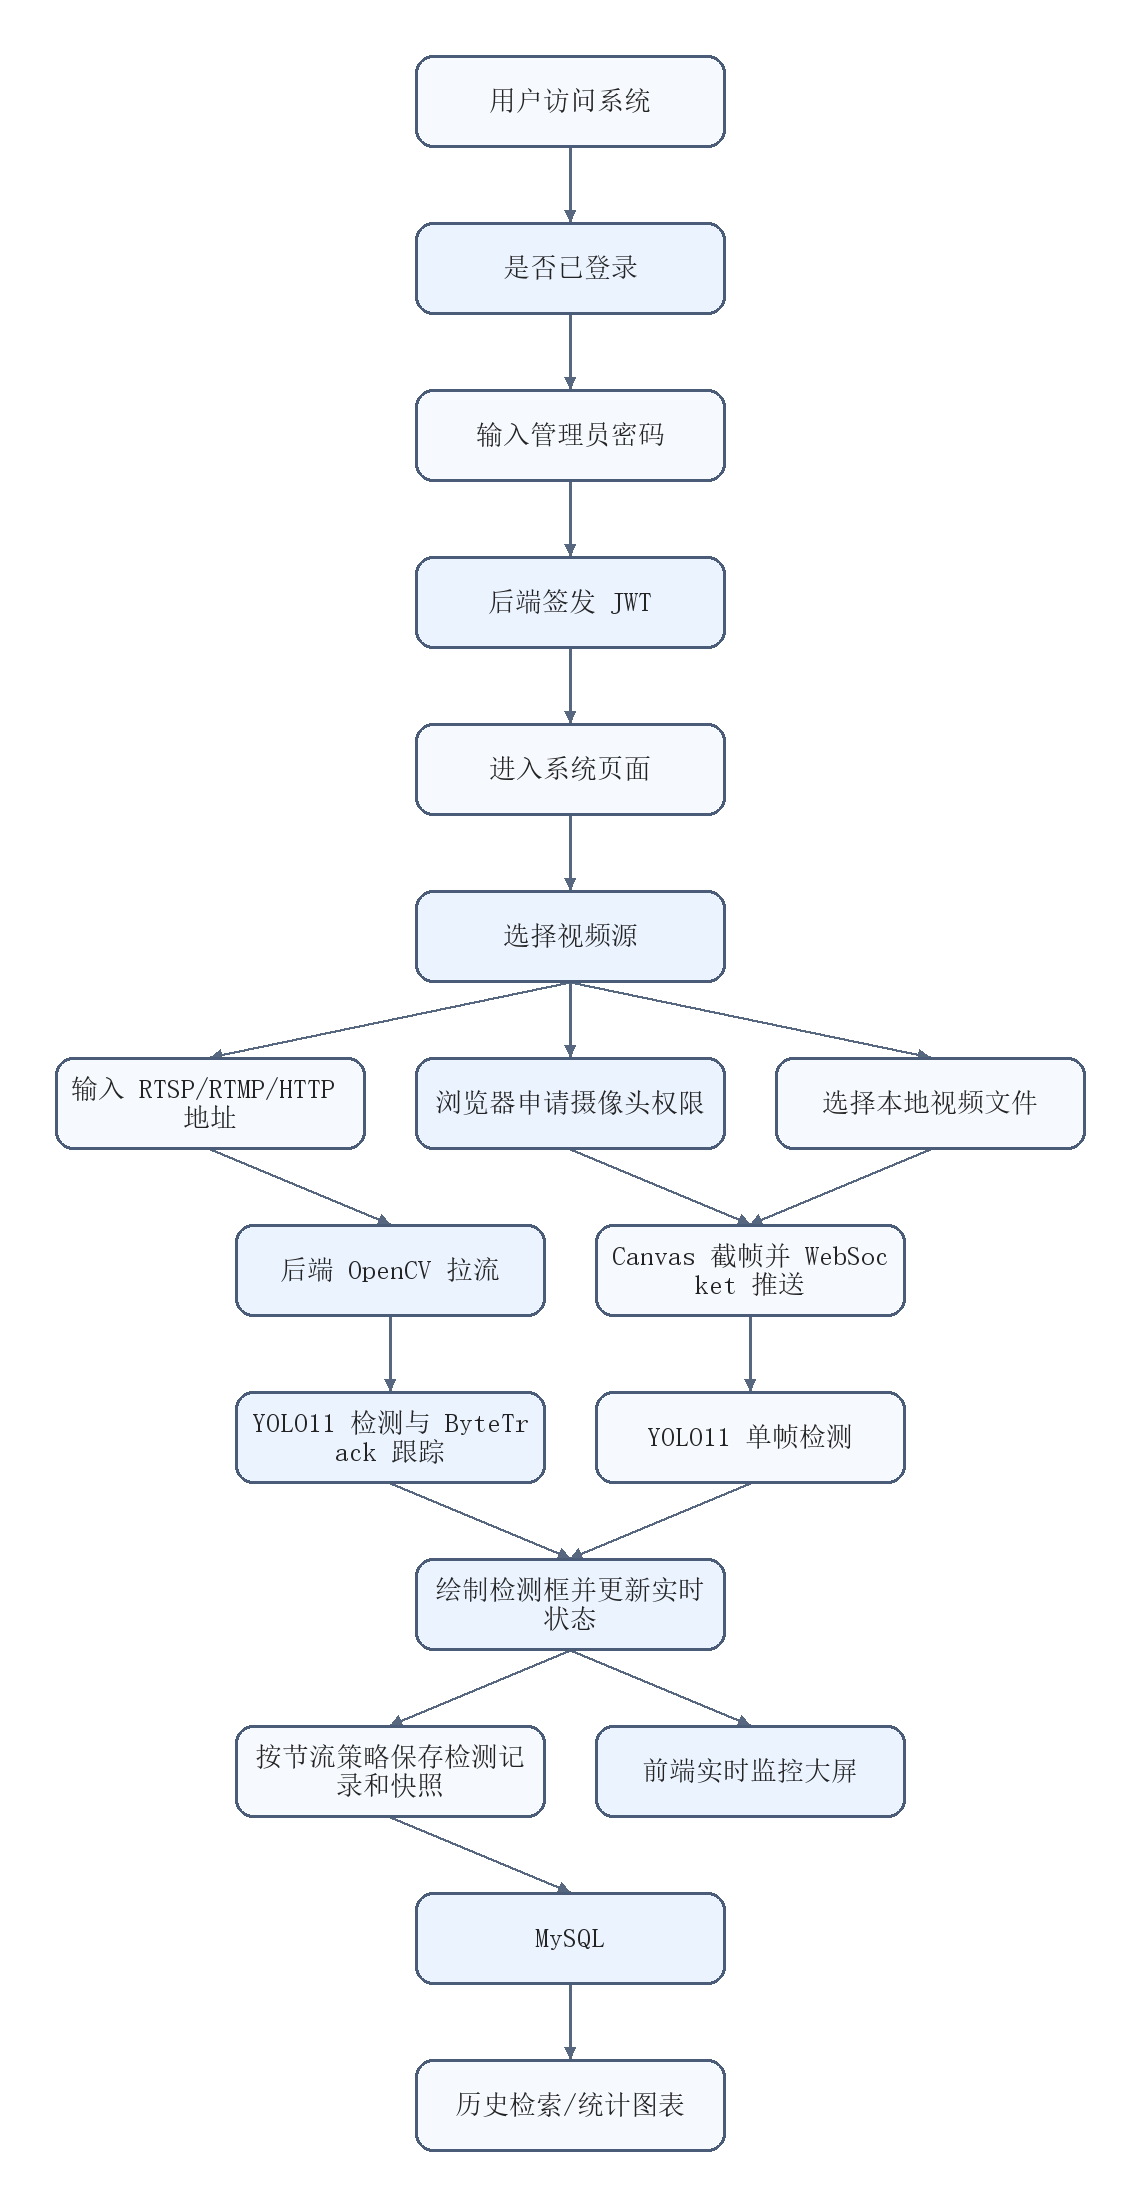 用户访问系统
是否已登录
输入管理员密码
后端签发 JWT
进入系统页面
选择视频源
输入 RTSP/RTMP/HTTP
地址
浏览器申请摄像头权限
选择本地视频文件
后端 OpenCV 拉流
Canvas 截帧并 WebSoc
ket 推送
YOLO11 检测与 ByteTr
ack 跟踪
YOLO11 单帧检测
绘制检测框并更新实时
状态
按节流策略保存检测记
录和快照
前端实时监控大屏
MySQL
历史检索/统计图表